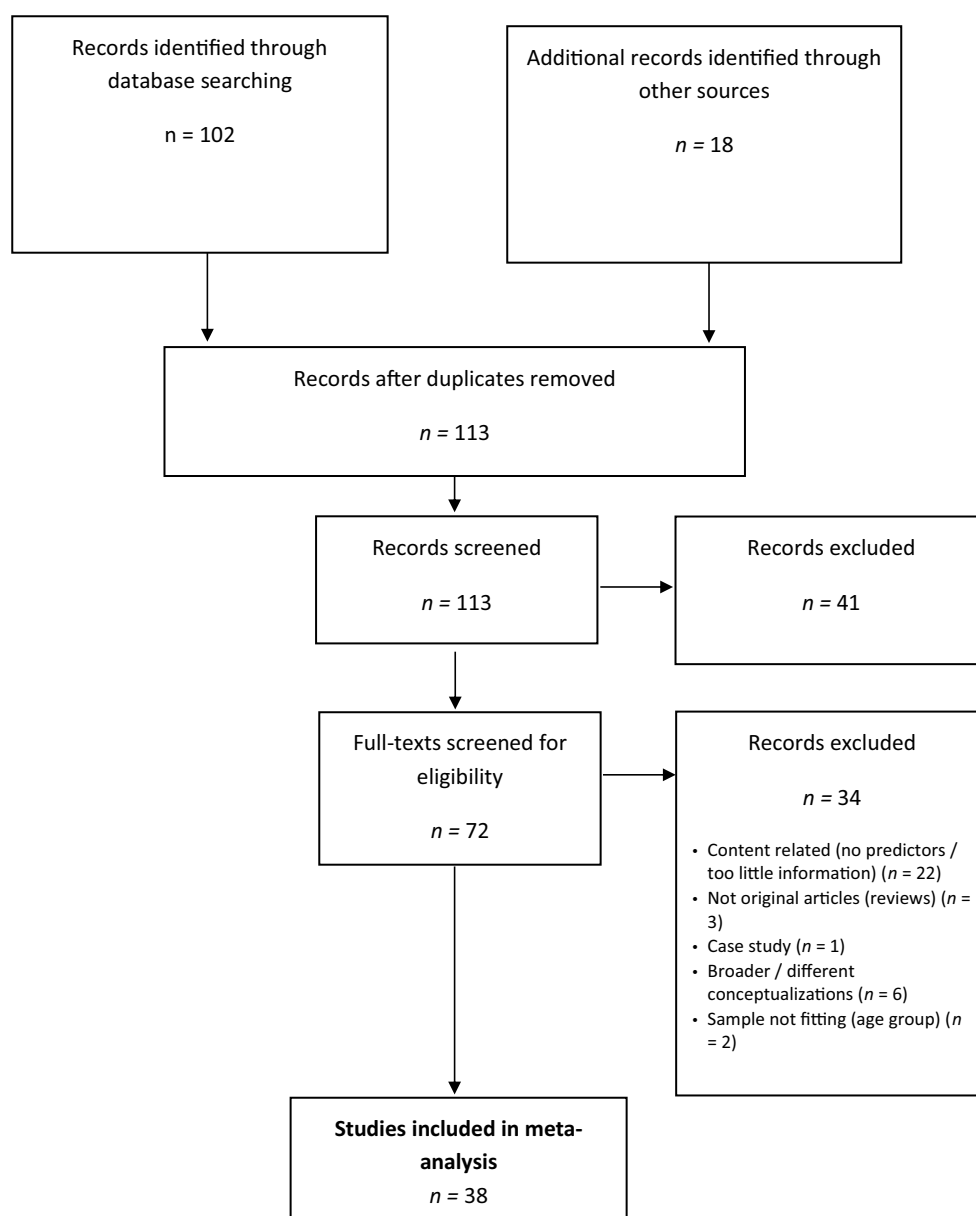 Records identified through
database searching
n = 102
Additional records identified through
other sources
n = 18
Records after duplicates removed
n = 113
Records screened
n = 113
Records excluded
n = 41
Full-texts screened for
eligibility
n = 72
Records excluded
n = 34
• Content related (no predictors /
too little information) (n = 22)
• Not original articles (reviews) (n =
3)
• Case study (n = 1)
• Broader / different
conceptualizations (n = 6)
• Sample not fitting (age group) (n
= 2)
Studies included in meta-
analysis
n = 38